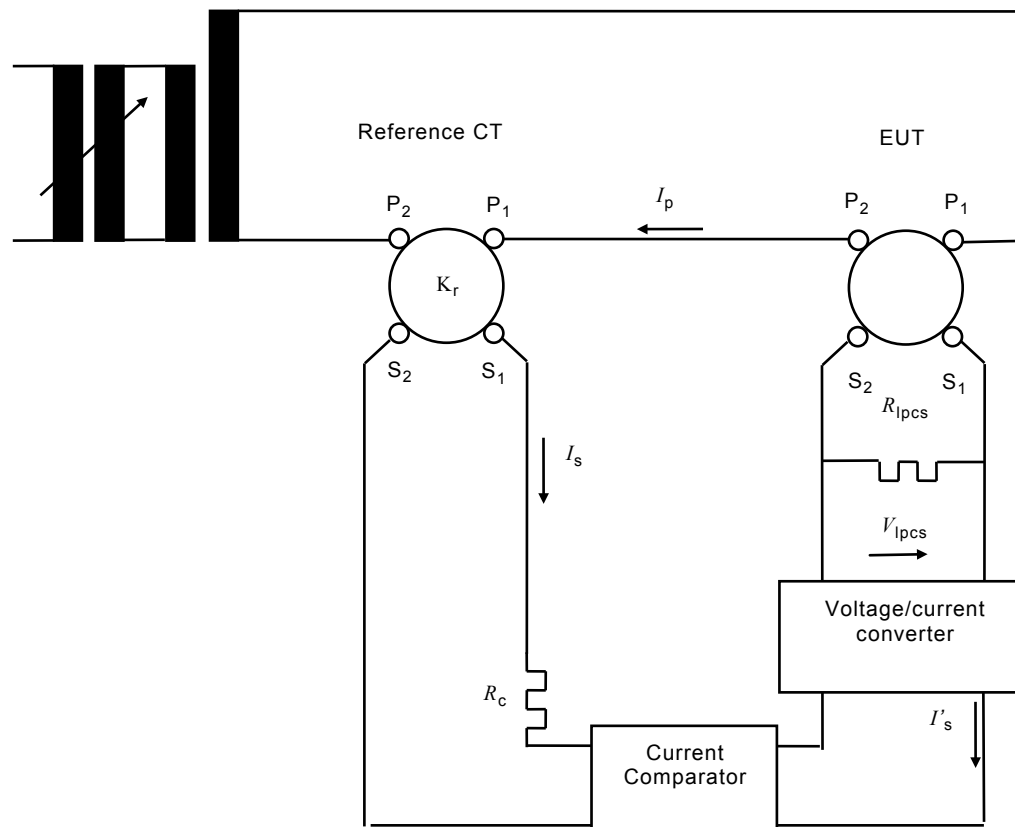 Reference CT
EUT
P2
P1
Ip
P2
P1
Kr
S2
S1
S2
S1
Rlpcs
Is
Vlpcs
Voltage/current
converter
Rc
I's
Current
Comparator